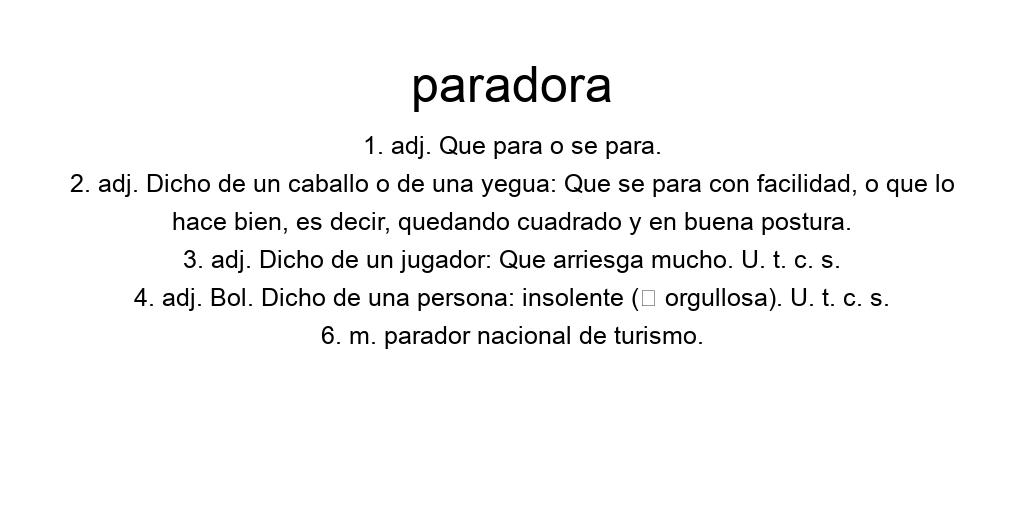 paradora
1. adj. Que para o se para.
2. adj. Dicho de un caballo o de una yegua: Que se para con facilidad, o que lo
hace bien, es decir, quedando cuadrado y en buena postura.
3. adj. Dicho de un jugador: Que arriesga mucho. U. t. c. s.
4. adj. Bol. Dicho de una persona: insolente (▯ orgullosa). U. t. c. s.
6. m. parador nacional de turismo.